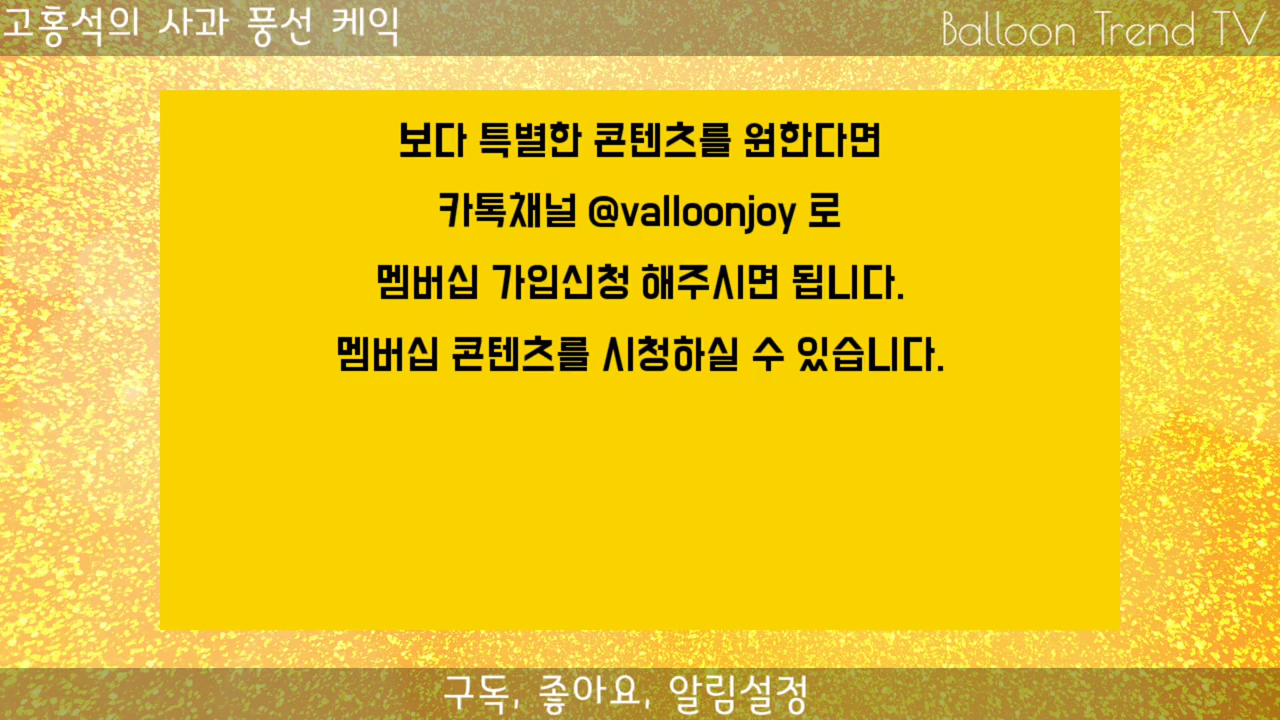 고홍석의 사과 풍선 케익
Balloon Trend TV
보다 특별한 콘텐츠를 원한다면
카톡채널 @valloonjoy 로
멤버십 가입신청 해주시면 됩니다.
멤버십 콘텐츠를 시청하실 수 있습니다.
구독, 좋아요, 알림설정